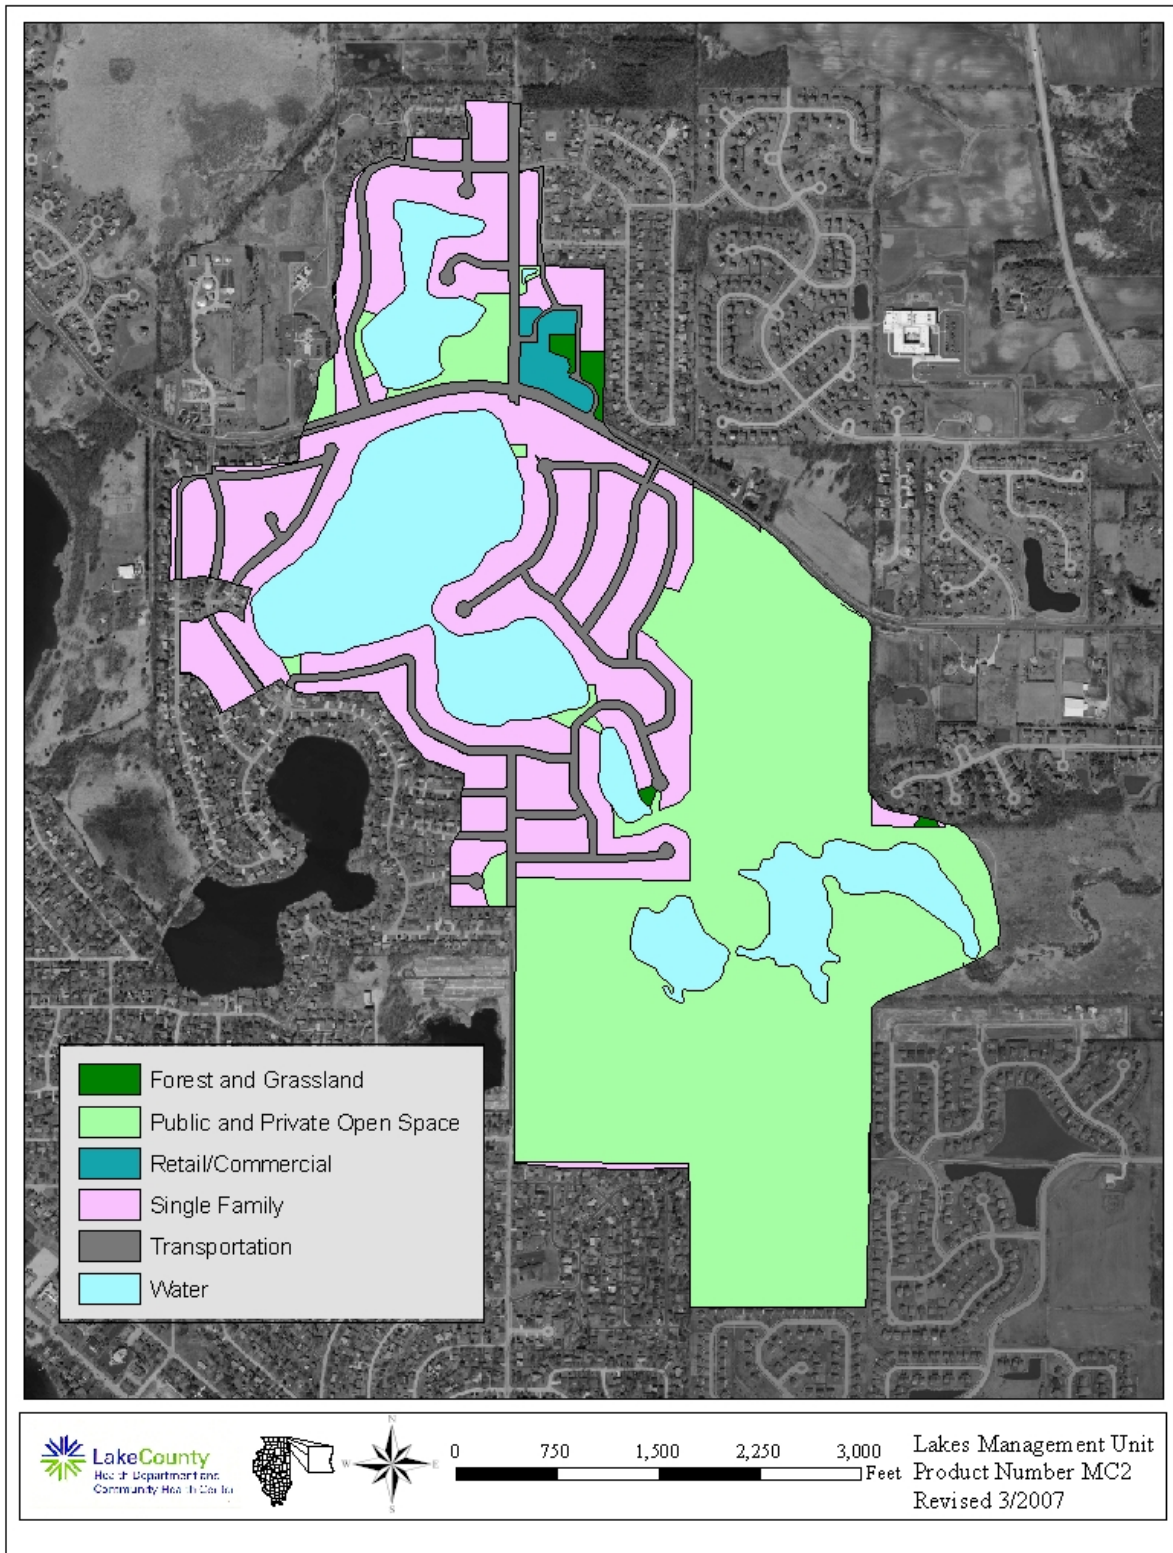 Forest and Grassland
Public and Private Open Space
Retail/Commercial
Single Family
Transportation
Water
LakeCounty
Health Department and
Community Health Center
N
W
E
S
0 750 1,500 2,250 3,000
Feet
Lakes Management Unit
Product Number MC2
Revised 3/2007